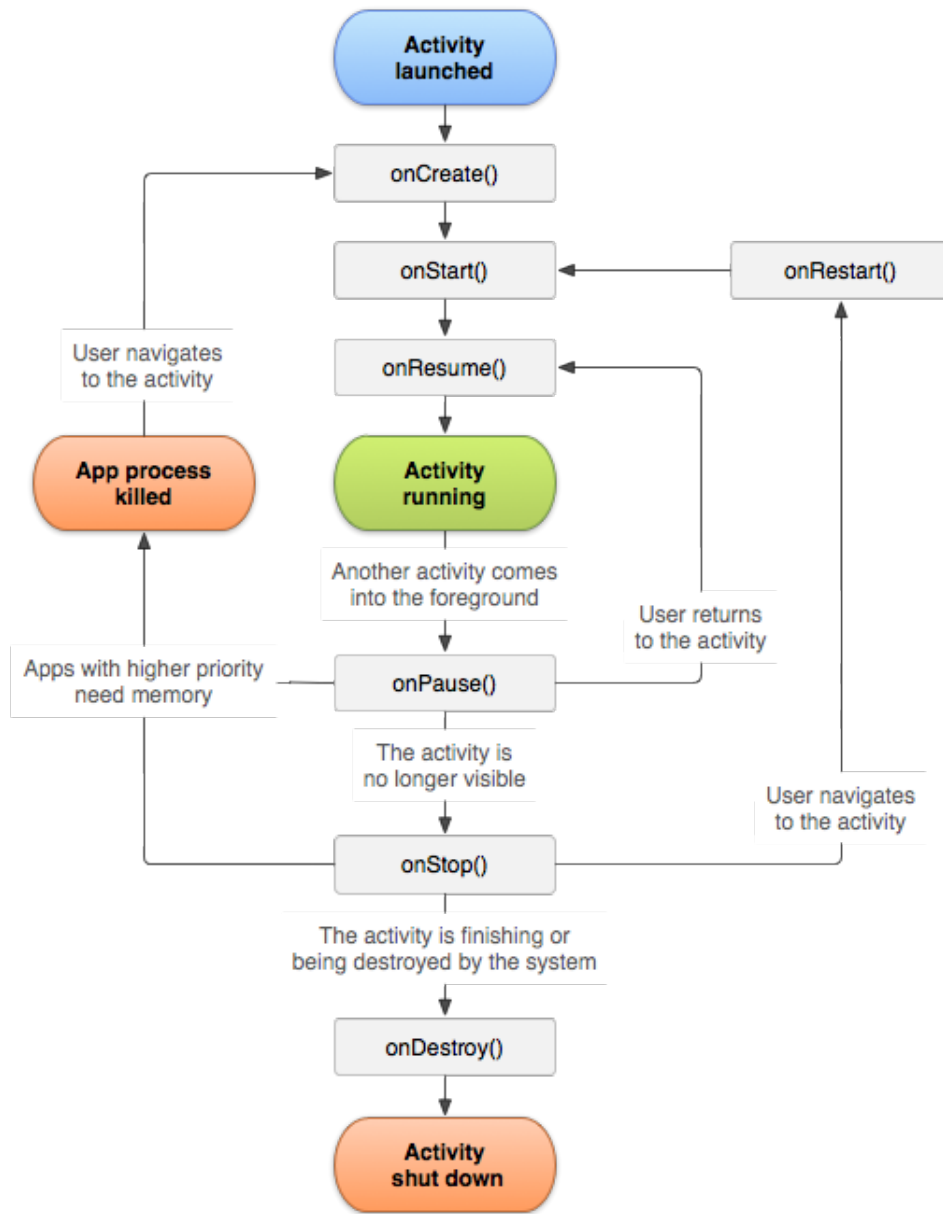 Activity
launched
onCreate()
onStart()
onRestart()
onResume()
User navigates
to the activity
App process
killed
Activity
running
Another activity comes
into the foreground
User returns
to the activity
Apps with higher priority
need memory
onPause()
The activity is
no longer visible
User navigates
to the activity
onStop()
The activity is finishing or
being destroyed by the system
onDestroy()
Activity
shut down